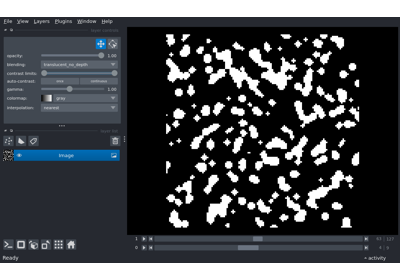 File View Layers Plugins Window Help
opacity: 1.00
blending: translucent_no_depth
contrast limits:
auto-contrast: once continuous
gamma: 1.00
colormap: gray
interpolation: nearest
Image
1
0
Ready
activity